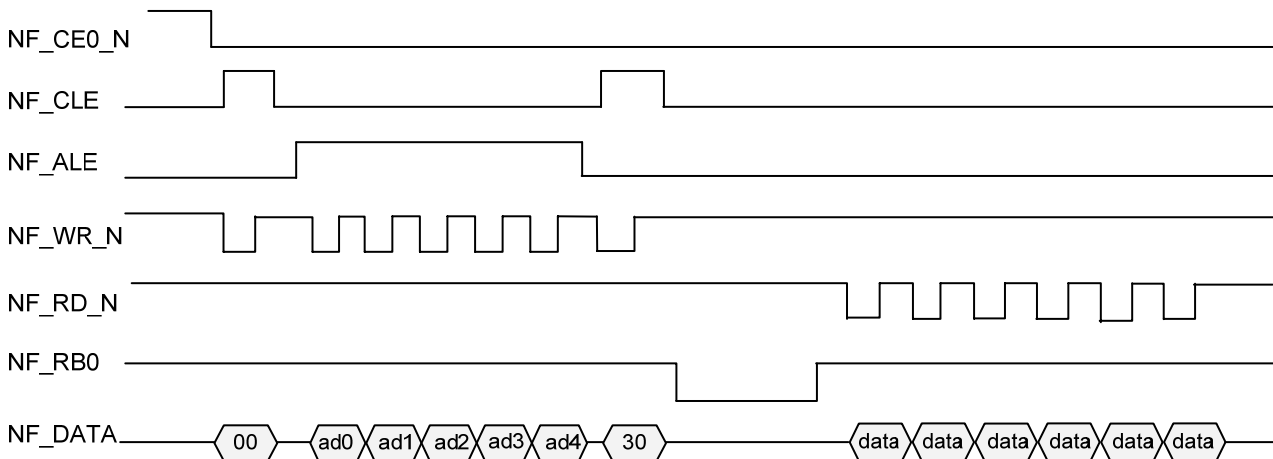 NF_CE0_N
NF_CLE
NF_ALE
NF_WR_N
NF_RD_N
NF_RB0
NF_DATA 00 ad0 ad1 ad2 ad3 ad4 30 data data data data data data